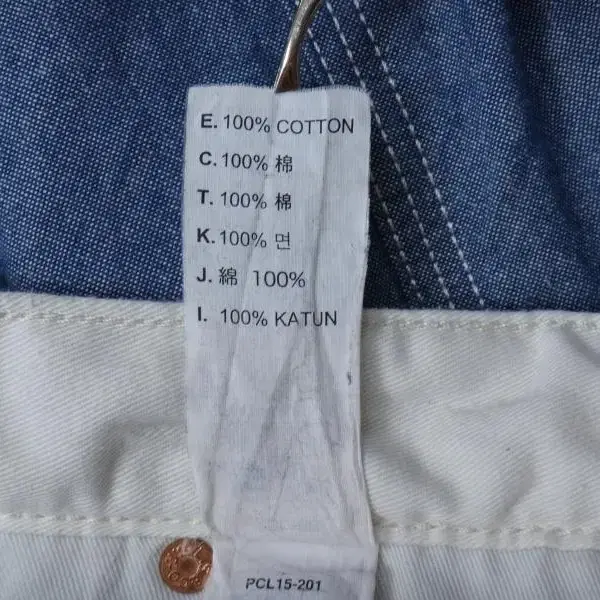 E. 100% COTTON
C. 100% 棉
T. 100% 棉
K. 100% 면
J. 綿 100%
I. 100% KATUN
PCL15-201